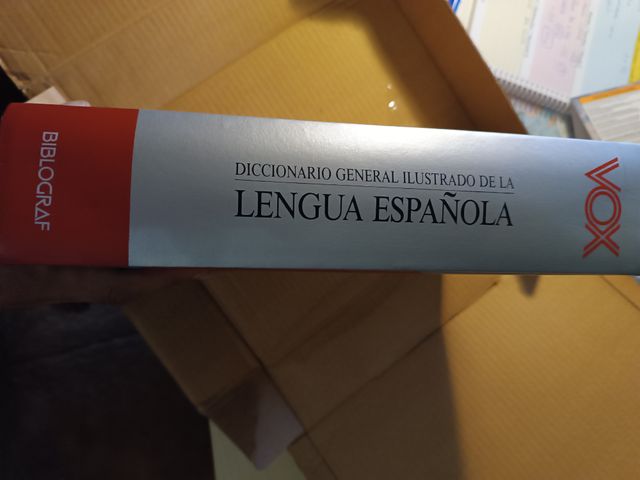 BIBLOGRAF
DICCIONARIO GENERAL ILUSTRADO DE LA
LENGUA ESPAÑOLA
VOX